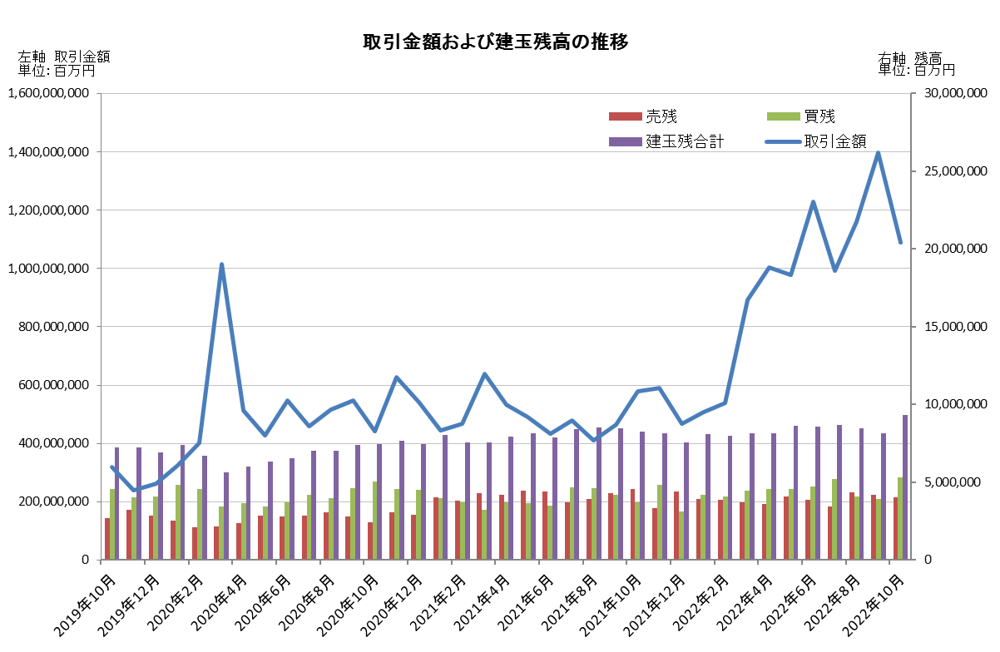 取引金額および建玉残高の推移
左軸 取引金額
単位：百万円
右軸 残高
単位：百万円
1,600,000,000
1,400,000,000
1,200,000,000
1,000,000,000
800,000,000
600,000,000
400,000,000
200,000,000
0
30,000,000
25,000,000
20,000,000
15,000,000
10,000,000
5,000,000
0
売残
買残
建玉残合計
取引金額
2019年10月
2019年12月
2020年2月
2020年4月
2020年6月
2020年8月
2020年10月
2020年12月
2021年2月
2021年4月
2021年6月
2021年8月
2021年10月
2021年12月
2022年2月
2022年4月
2022年6月
2022年8月
2022年10月